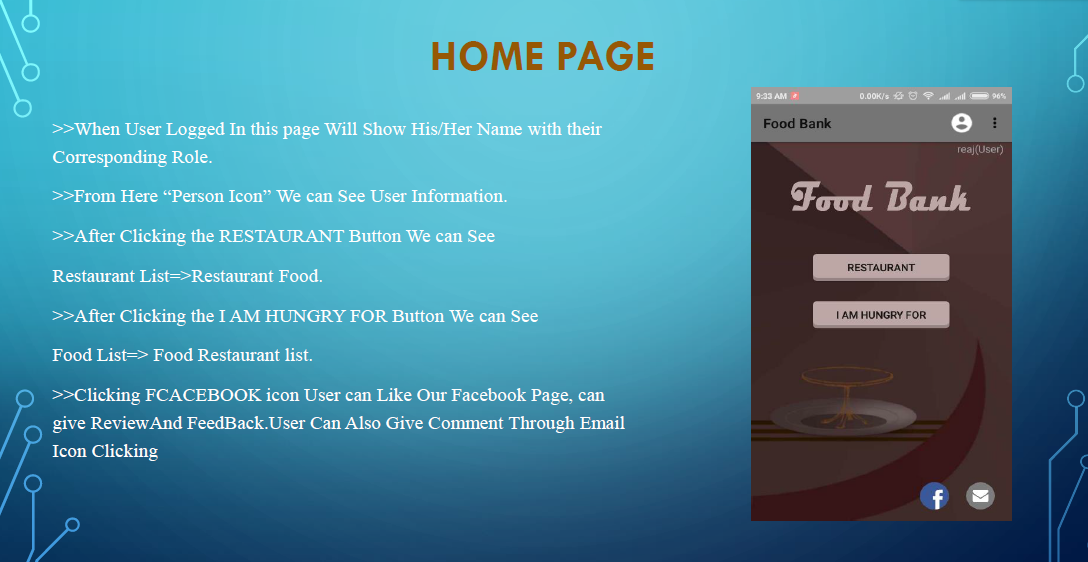 HOME PAGE
>>When User Logged In this page Will Show His/Her Name with their
Corresponding Role.
>>From Here “Person Icon” We can See User Information.
>>After Clicking the RESTAURANT Button We can See
Restaurant List=>Restaurant Food.
>>After Clicking the I AM HUNGRY FOR Button We can See
Food List=> Food Restaurant list.
>>Clicking FCACEBOOK icon User can Like Our Facebook Page, can
give ReviewAnd FeedBack.User Can Also Give Comment Through Email
Icon Clicking
9:33 AM 0.00K/s 96%
Food Bank
reaj(User)
Food Bank
RESTAURANT
I AM HUNGRY FOR
f